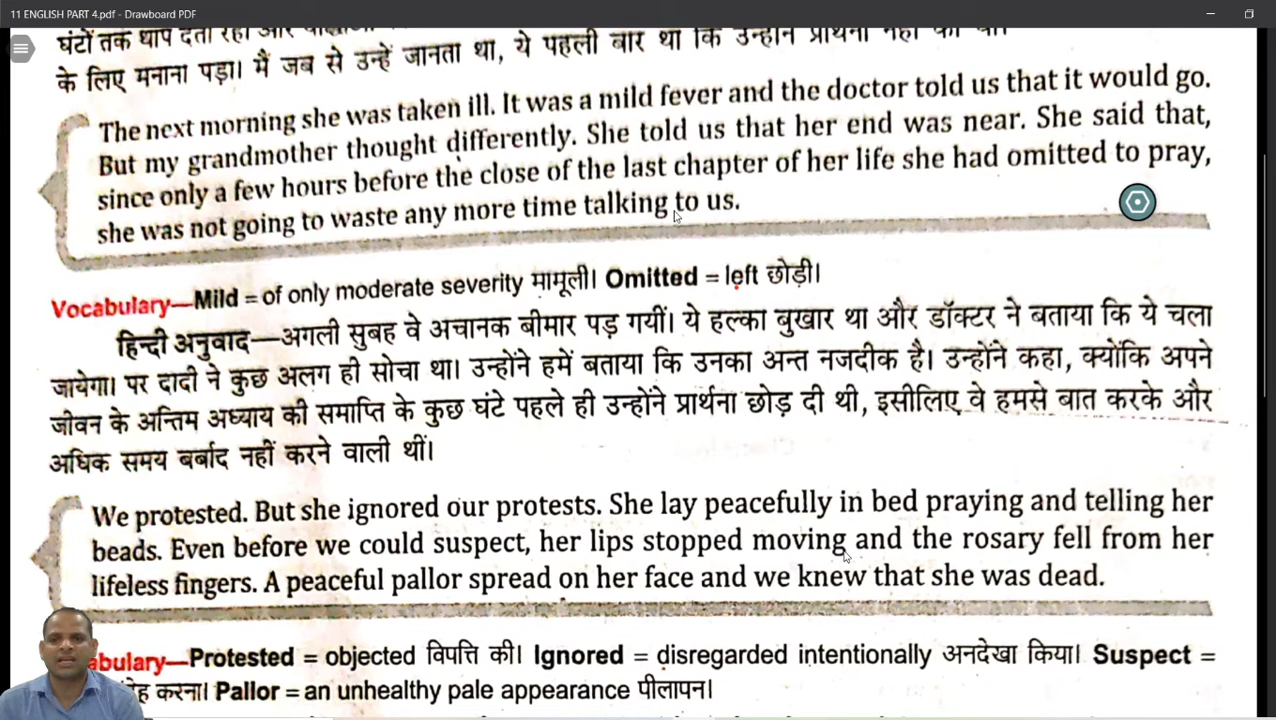 11 ENGLISH PART 4.pdf - Drawboard PDF
घंटों तक थाप देती रहीं और
के लिए मनाना पड़ा। मैं जब से उन्हें जानता था, ये पहली बार था कि उन्होंने प्रार्थना नहीं की थी।
The next morning she was taken ill. It was a mild fever and the doctor told us that it would go.
But my grandmother thought differently. She told us that her end was near. She said that,
since only a few hours before the close of the last chapter of her life she had omitted to pray,
she was not going to waste any more time talking to us.
Vocabulary—Mild = of only moderate severity मामूली। Omitted = left छोड़ी।
हिन्दी अनुवाद—अगली सुबह वे अचानक बीमार पड़ गयीं। ये हल्का बुखार था और डॉक्टर ने बताया कि ये चला
जायेगा। पर दादी ने कुछ अलग ही सोचा था। उन्होंने हमें बताया कि उनका अन्त नजदीक है। उन्होंने कहा, क्योंकि अपने
जीवन के अन्तिम अध्याय की समाप्ति के कुछ घंटे पहले ही उन्होंने प्रार्थना छोड़ दी थी, इसीलिए वे हमसे बात करके और
अधिक समय बर्बाद नहीं करने वाली थीं।
We protested. But she ignored our protests. She lay peacefully in bed praying and telling her
beads. Even before we could suspect, her lips stopped moving and the rosary fell from her
lifeless fingers. A peaceful pallor spread on her face and we knew that she was dead.
abulary—Protested = objected विपत्ति की। Ignored = disregarded intentionally अनदेखा किया। Suspect =
ेह करना। Pallor = an unhealthy pale appearance पीलापन।